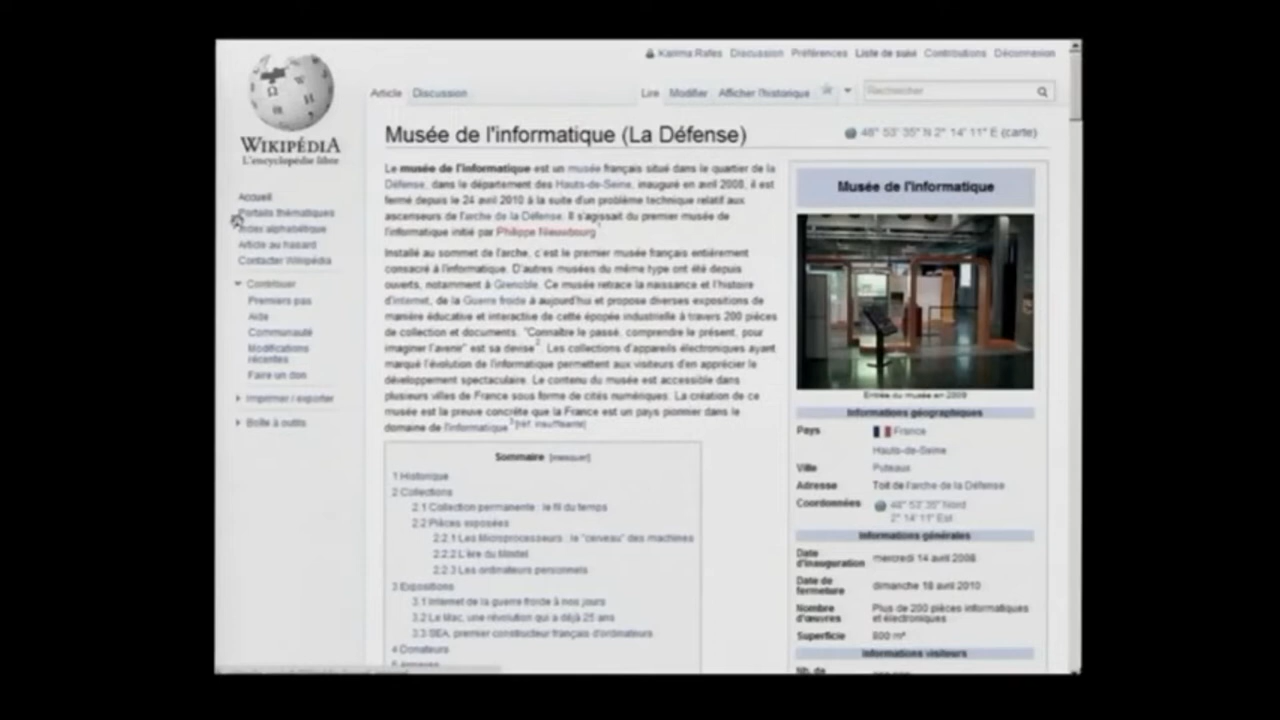 Karima Rafes Discussion Préférences Liste de suivi Contributions Déconnexion
WIKIPÉDIA
L'encyclopédie libre
Accueil
Portails thématiques
Index alphabétique
Article au hasard
Contacter Wikipédia
Contribuer
Premiers pas
Aide
Communauté
Modifications
récentes
Faire un don
Imprimer / exporter
Boîte à outils
Article Discussion Lire Modifier Afficher l'historique Rechercher
Musée de l'informatique (La Défense)
48° 53′ 35″ N 2° 14′ 11″ E (carte)
Le musée de l'informatique est un musée français situé dans le quartier de la
Défense, dans le département des Hauts-de-Seine, inauguré en avril 2008, il est
fermé depuis le 24 avril 2010 à la suite d'un problème technique relatif aux
ascenseurs de l'arche de la Défense. Il s'agissait du premier musée de
l'informatique initié par Philippe Nieuwbourg
Installé au sommet de l'arche, c'est le premier musée français entièrement
consacré à l'informatique. D'autres musées du même type ont été depuis
ouverts, notamment à Grenoble. Ce musée retrace la naissance et l'histoire
d'internet, de la Guerre froide à aujourd'hui et propose diverses expositions de
manière éducative et interactive de cette épopée industrielle à travers 200 pièces
de collection et documents. "Connaître le passé, comprendre le présent, pour
imaginer l'avenir" est sa devise2. Les collections d'appareils électroniques ayant
marqué l'évolution de l'informatique permettent aux visiteurs d'en apprécier le
développement spectaculaire. Le contenu du musée est accessible dans
plusieurs villes de France sous forme de cités numériques. La création de ce
musée est la preuve concrète que la France est un pays pionnier dans le
domaine de l'informatique3[réf. insuffisante]
Sommaire [masquer]
1 Historique
2 Collections
2.1 Collection permanente : le fil du temps
2.2 Pièces exposées
2.2.1 Les Microprocesseurs : le "cerveau" des machines
2.2.2 L'ère du Minitel
2.2.3 Les ordinateurs personnels
3 Expositions
3.1 Internet de la guerre froide à nos jours
3.2 Le Mac, une révolution qui a déjà 25 ans
3.3 SEA, premier constructeur français d'ordinateurs
4 Donateurs
5 Annexes
Musée de l'informatique
Entrée du musée en 2009
Informations géographiques
Pays France
Hauts-de-Seine
Ville Puteaux
Adresse Toit de l'arche de la Défense
Coordonnées 48° 53′ 35″ Nord
2° 14′ 11″ Est
Informations générales
Date
d'inauguration mercredi 14 avril 2008
Date de
fermeture dimanche 18 avril 2010
Nombre
d'œuvres Plus de 200 pièces informatiques
et électroniques
Superficie 800 m²
Informations visiteurs
Nb. de